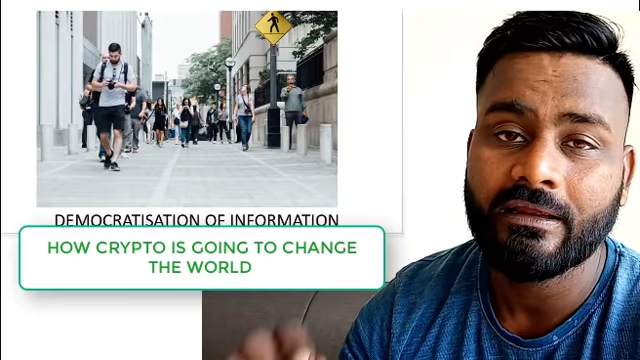 DEMOCRATISATION OF INFORMATION
HOW CRYPTO IS GOING TO CHANGE
THE WORLD